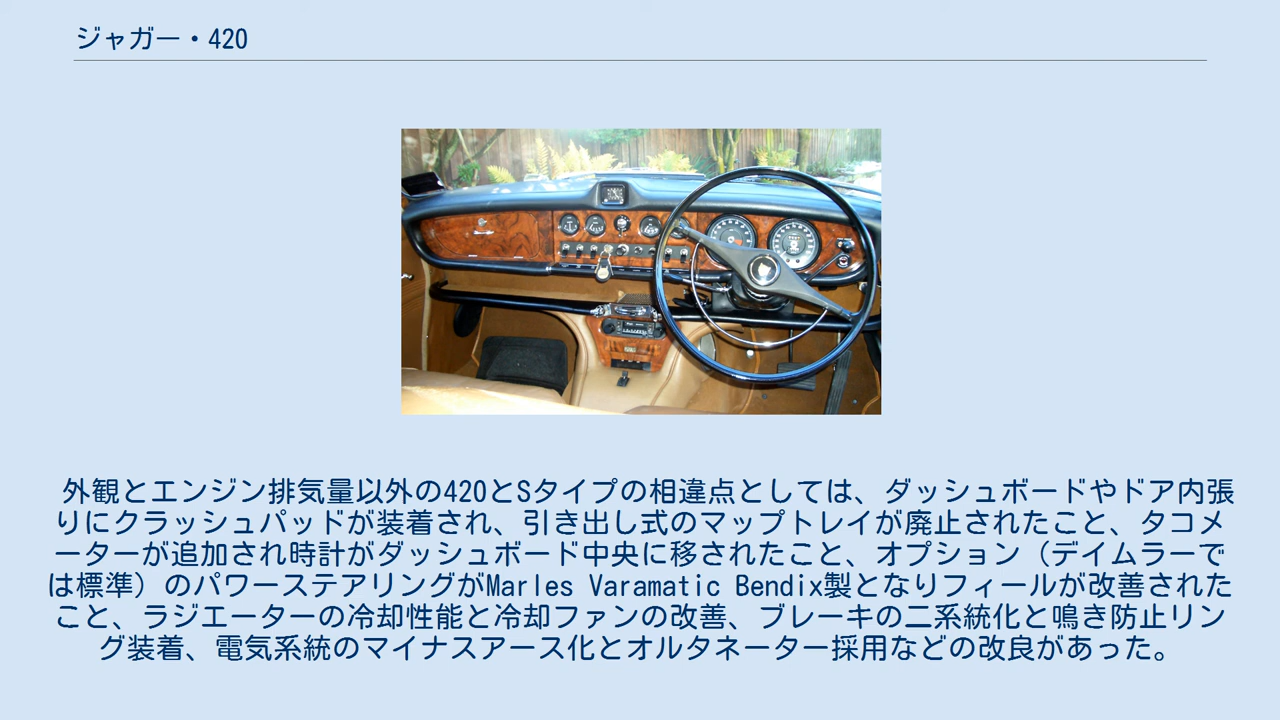 ジャガー・420
外観とエンジン排気量以外の420とSタイプの相違点としては、ダッシュボードやドア内張
りにクラッシュパッドが装着され、引き出し式のマップトレイが廃止されたこと、タコメ
ーターが追加され時計がダッシュボード中央に移されたこと、オプション（デイムラーで
は標準）のパワーステアリングがMarles Varamatic Bendix製となりフィールが改善された
こと、ラジエーターの冷却性能と冷却ファンの改善、ブレーキの二系統化と鳴き防止リン
グ装着、電気系統のマイナスアース化とオルタネーター採用などの改良があった。